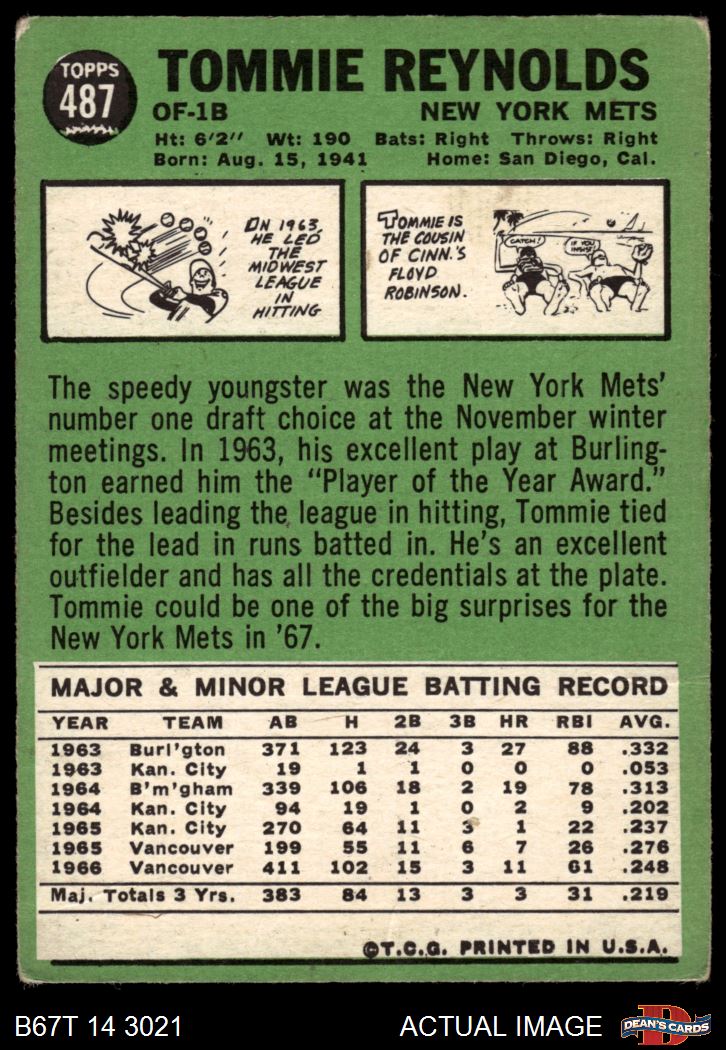 TOPPS
487
TOMMIE REYNOLDS
OF-1B NEW YORK METS
Ht: 6'2" Wt: 190 Bats: Right Throws: Right
Born: Aug. 15, 1941 Home: San Diego, Cal.
ON 1963,
HE LED
THE
MIDWEST
LEAGUE
IN
HITTING
TOMMIE IS
THE COUSIN
OF CINN.'S
FLOYD
ROBINSON.
CATCH!
IF YOU
INSIST
The speedy youngster was the New York Mets'
number one draft choice at the November winter
meetings. In 1963, his excellent play at Burling-
ton earned him the "Player of the Year Award."
Besides leading the league in hitting, Tommie tied
for the lead in runs batted in. He's an excellent
outfielder and has all the credentials at the plate.
Tommie could be one of the big surprises for the
New York Mets in '67.
MAJOR & MINOR LEAGUE BATTING RECORD
YEAR TEAM AB H 2B 3B HR RBI AVG.
1963 Burl'gton 371 123 24 3 27 88 .332
1963 Kan. City 19 1 1 0 0 0 .053
1964 B'm'gham 339 106 18 2 19 78 .313
1964 Kan. City 94 19 1 0 2 9 .202
1965 Kan. City 270 64 11 3 1 22 .237
1965 Vancouver 199 55 11 6 7 26 .276
1966 Vancouver 411 102 15 3 11 61 .248
Maj. Totals 3 Yrs. 383 84 13 3 3 31 .219
©T.C.G. PRINTED IN U.S.A.
B67T 14 3021 ACTUAL IMAGE
D
DEAN'S CARDS